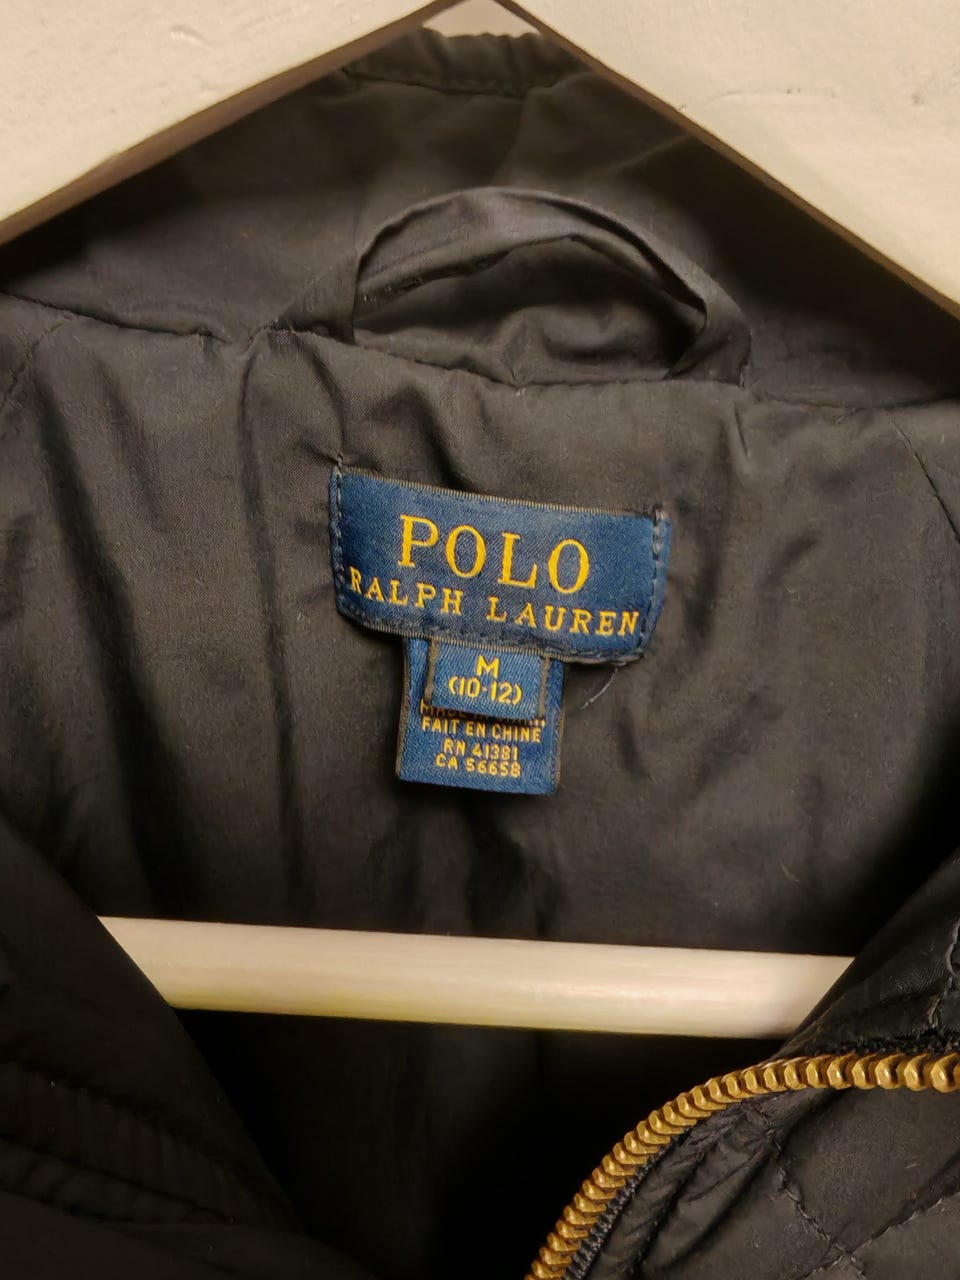 POLO
RALPH LAUREN
M
(10-12)
FAIT EN CHINE
RN 41381
CA 56658